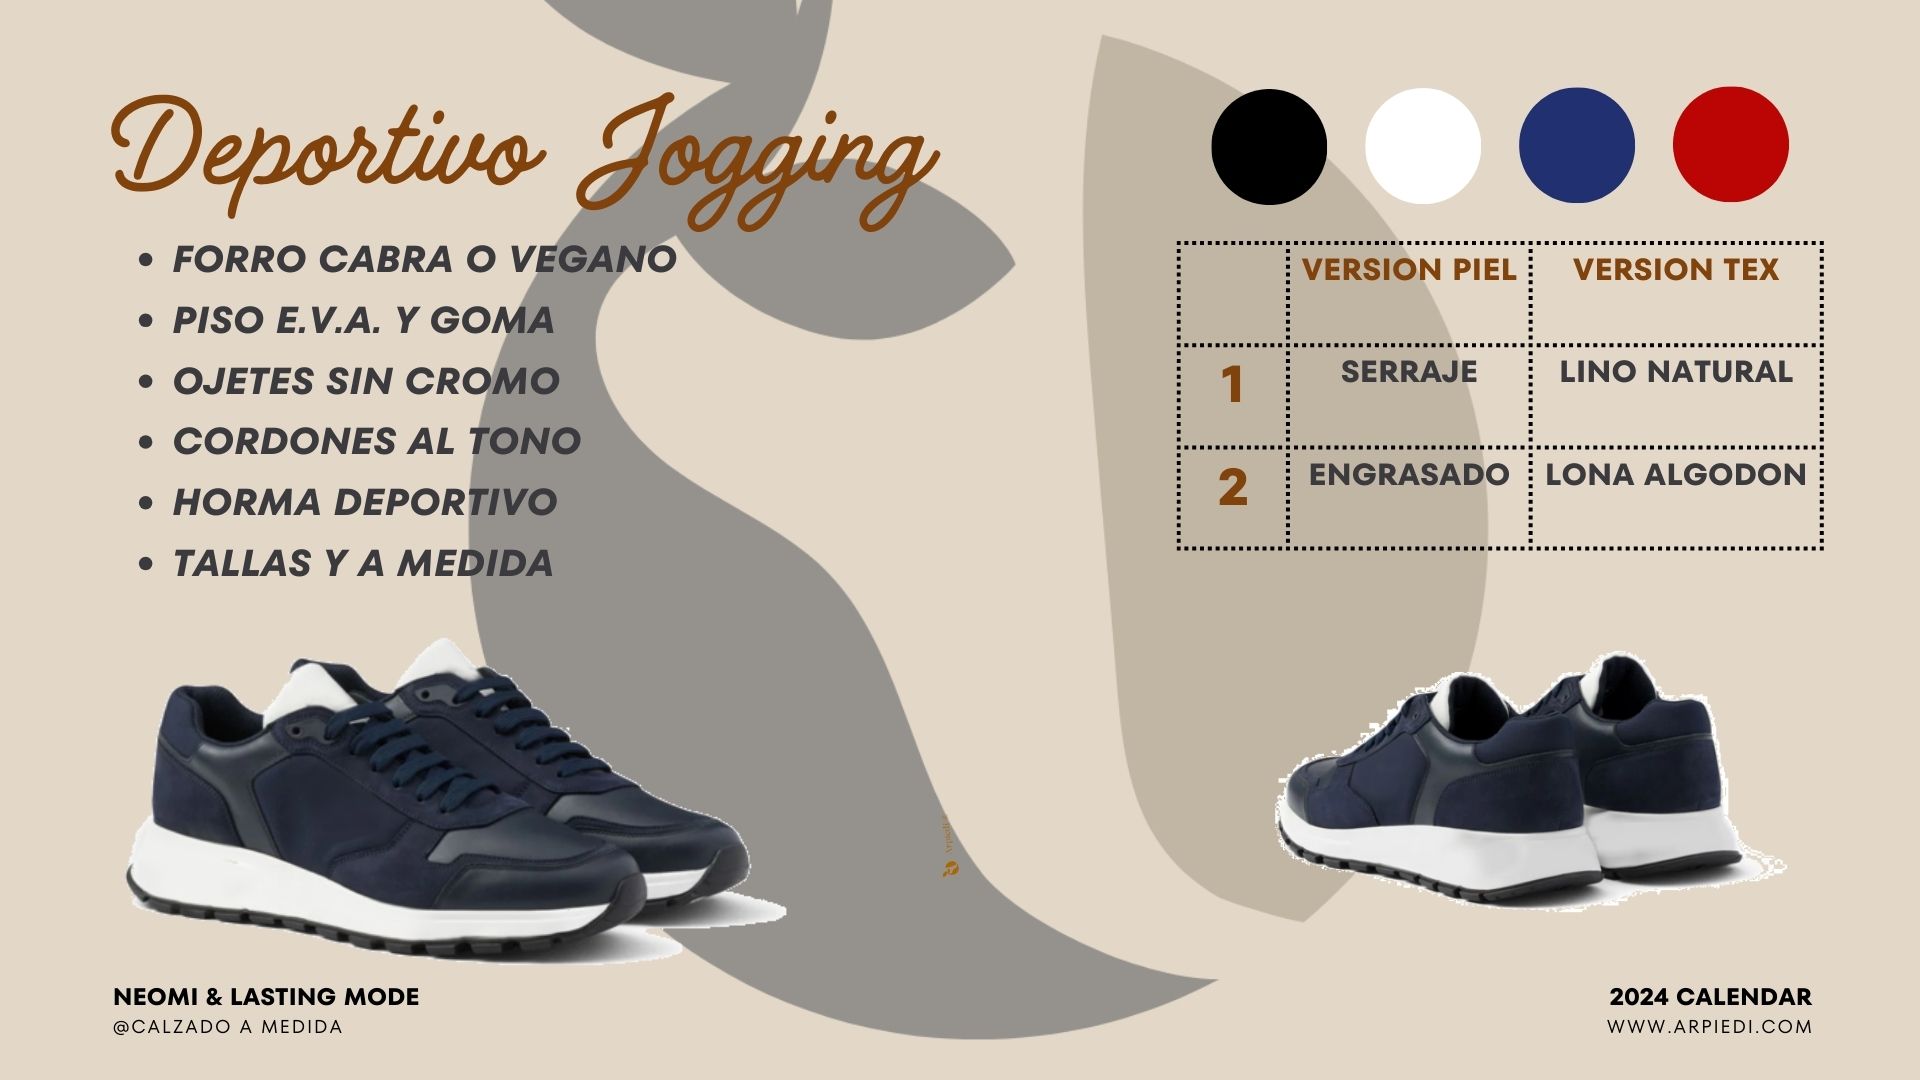 Deportivo Jogging
FORRO CABRA O VEGANO
PISO E.V.A. Y GOMA
OJETES SIN CROMO
CORDONES AL TONO
HORMA DEPORTIVO
TALLAS Y A MEDIDA
VERSION PIEL VERSION TEX
1 SERRAJE LINO NATURAL
2 ENGRASADO LONA ALGODON
Arpiedi
NEOMI & LASTING MODE
@CALZADO A MEDIDA
2024 CALENDAR
WWW.ARPIEDI.COM